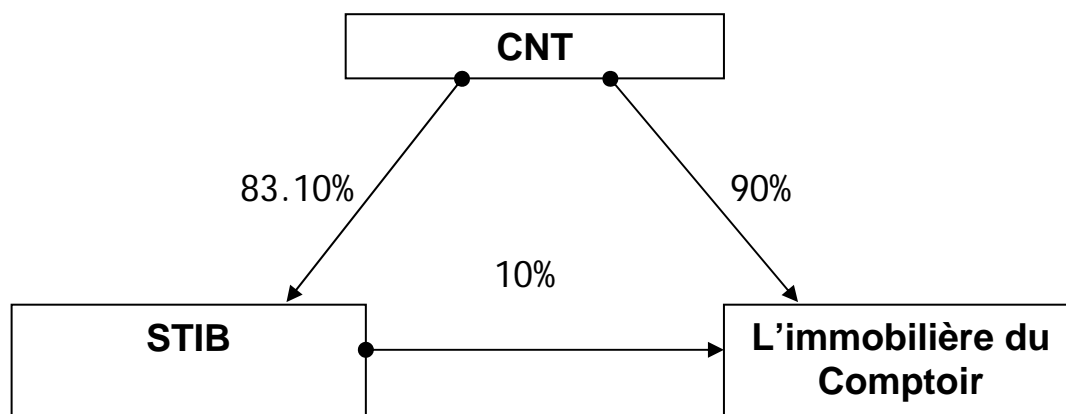 CNT
83.10%
90%
10%
STIB
L’immobilière du
Comptoir